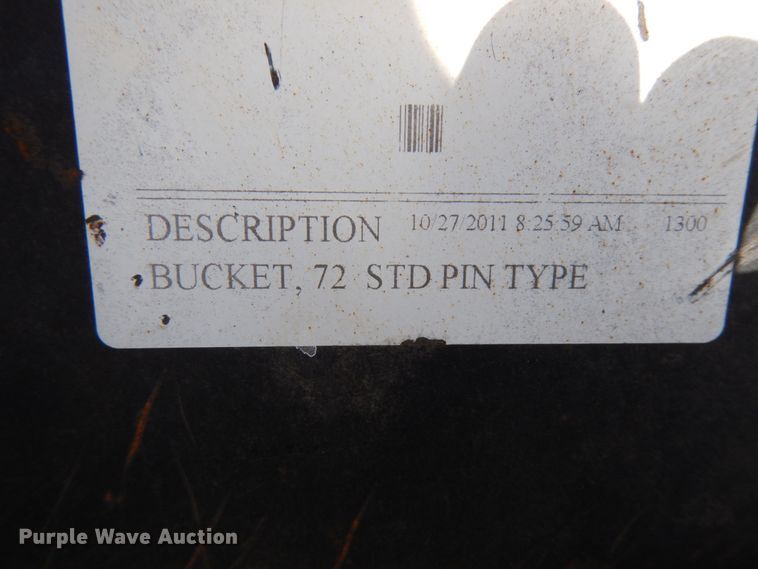 DESCRIPTION 10/27/2011 8:25:59 AM 1300
BUCKET, 72 STD PIN TYPE
Purple Wave Auction